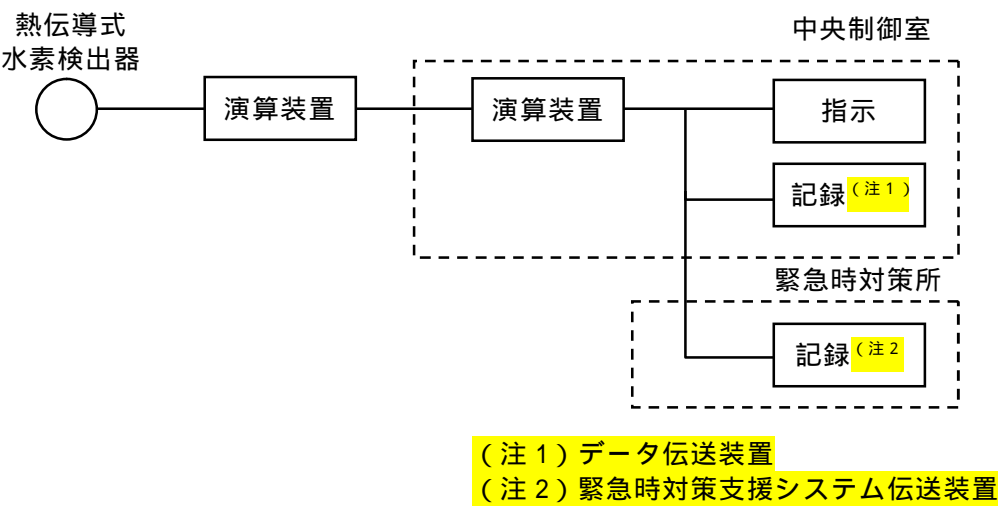 熱伝導式
水素検出器
中央制御室
演算装置
演算装置
指示
記録(注1)
緊急時対策所
記録(注2
(注1)データ伝送装置
(注2)緊急時対策支援システム伝送装置